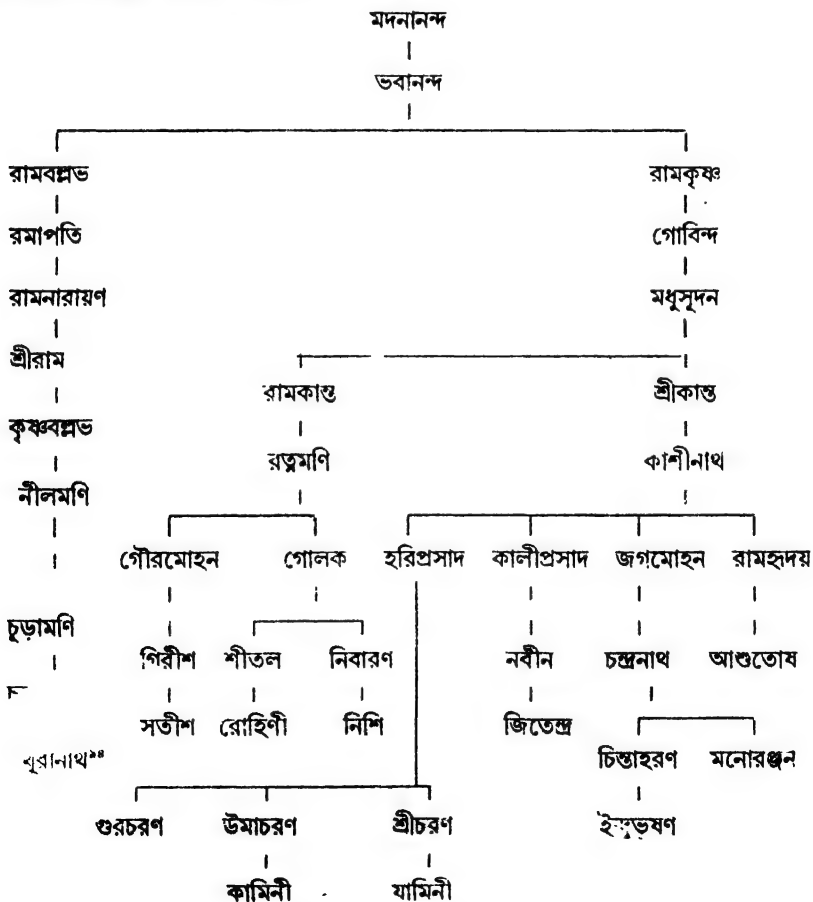 মদনানন্দ
ভবানন্দ
রামবল্লভ রামকৃষ্ণ
রমাপতি গোবিন্দ
রামনারায়ণ মধুসূদন
শ্রীরাম
রামকান্ত শ্রীকান্ত
কৃষ্ণবল্লভ
রত্নমণি কাশীনাথ
নীলমণি
গৌরমোহন গোলক হরিপ্রসাদ কালীপ্রসাদ জগমোহন রামহৃদয়
চূড়ামণি
গিরীশ শীতল নিবারণ নবীন চন্দ্রনাথ আশুতোষ
সতীশ রোহিণী নিশি জিতেন্দ্র
চিন্তাহরণ মনোরঞ্জন
গুরচরণ উমাচরণ শ্রীচরণ
কামিনী যামিনী